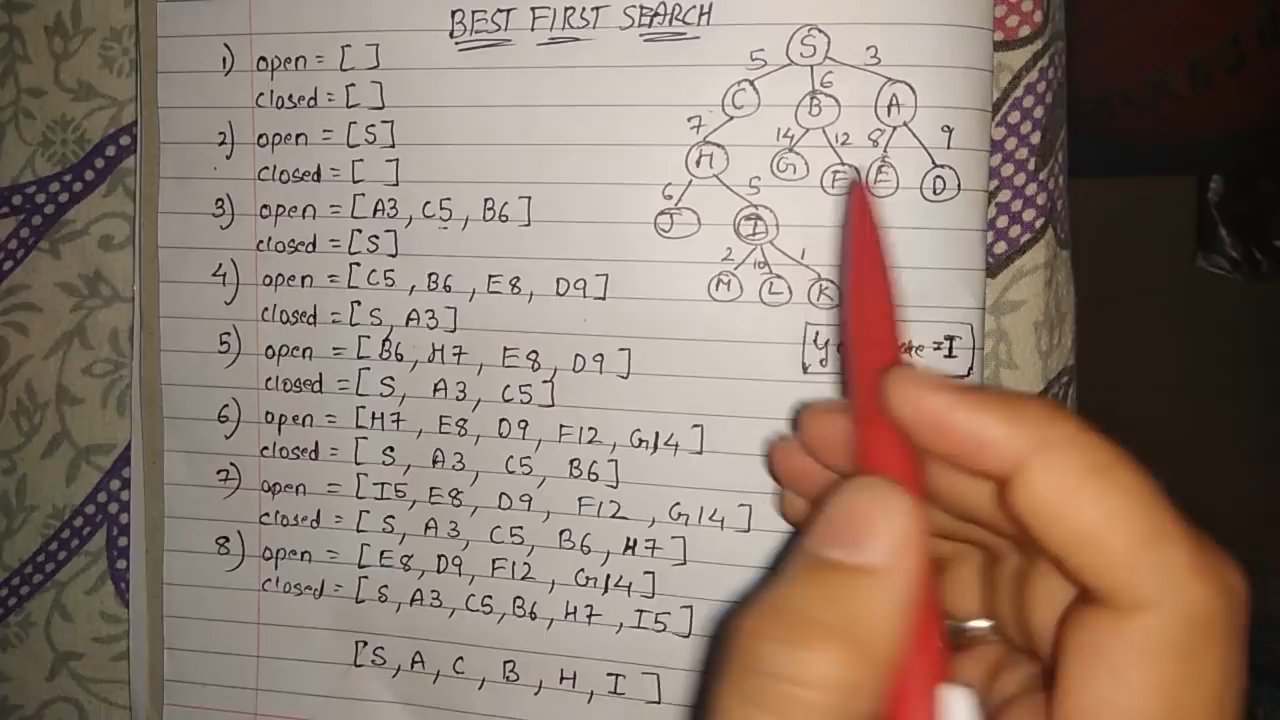 BEST FIRST SEARCH
1) open = [ ]
closed = [ ]
2) open = [S]
closed = [ ]
3) open = [A3, C5, B6]
closed = [S]
4) open = [C5, B6, E8, D9]
closed = [S, A3]
5) open = [B6, H7, E8, D9]
closed = [S, A3, C5]
6) open = [H7, E8, D9, F12, G14]
closed = [S, A3, C5, B6]
7) open = [I5, E8, D9, F12, G14]
closed = [S, A3, C5, B6, H7]
8) open = [E8, D9, F12, G14]
closed = [S, A3, C5, B6, H7, I5]
[S, A, C, B, H, I]
S
5 6 3
C B A
7 14 12 8 9
H G F E D
6 5
J I
2 10 1
M L K
= I